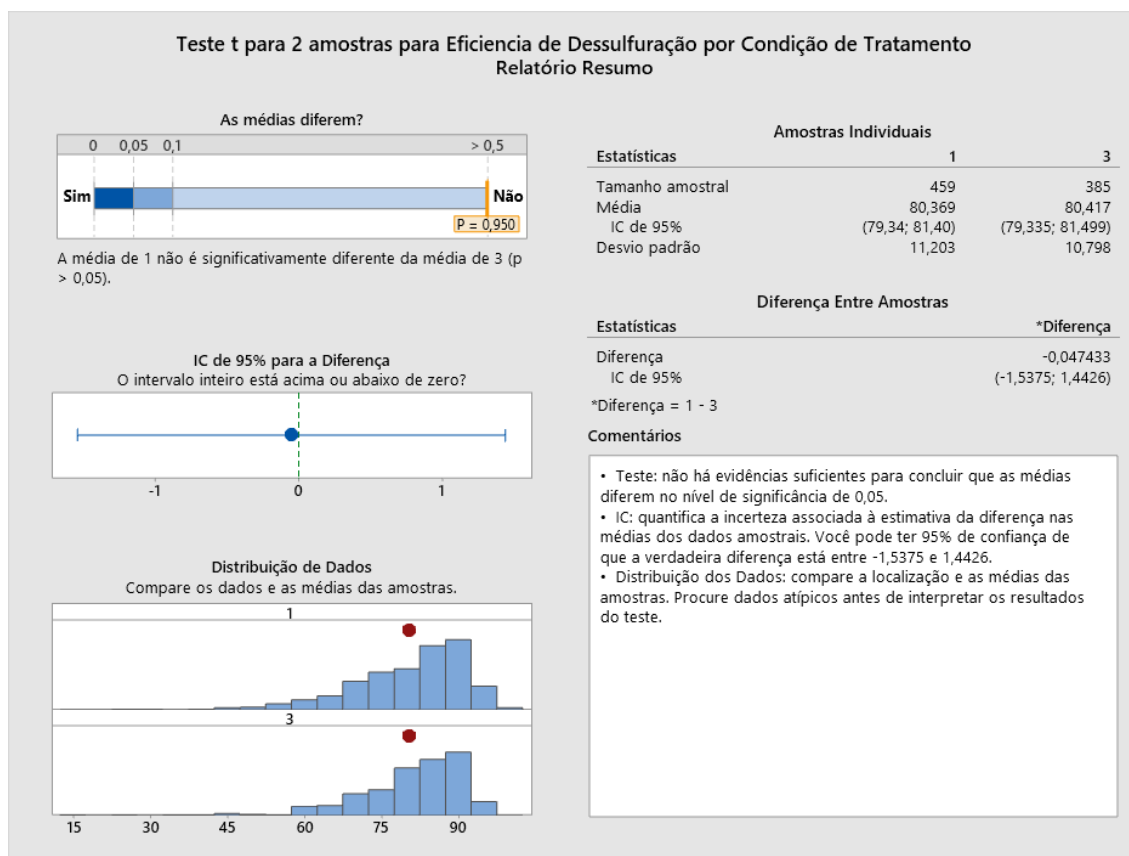 Teste t para 2 amostras para Eficiencia de Dessulfuração por Condição de Tratamento
Relatório Resumo
As médias diferem?
0 0,05 0,1 > 0,5
Sim Não
P = 0,950
A média de 1 não é significativamente diferente da média de 3 (p
> 0,05).
IC de 95% para a Diferença
O intervalo inteiro está acima ou abaixo de zero?
-1 0 1
Distribuição de Dados
Compare os dados e as médias das amostras.
1
3
15 30 45 60 75 90
Amostras Individuais
Estatísticas 1 3
Tamanho amostral 459 385
Média 80,369 80,417
IC de 95% (79,34; 81,40) (79,335; 81,499)
Desvio padrão 11,203 10,798
Diferença Entre Amostras
Estatísticas *Diferença
Diferença -0,047433
IC de 95% (-1,5375; 1,4426)
*Diferença = 1 - 3
Comentários
• Teste: não há evidências suficientes para concluir que as médias
diferem no nível de significância de 0,05.
• IC: quantifica a incerteza associada à estimativa da diferença nas
médias dos dados amostrais. Você pode ter 95% de confiança de
que a verdadeira diferença está entre -1,5375 e 1,4426.
• Distribuição dos Dados: compare a localização e as médias das
amostras. Procure dados atípicos antes de interpretar os resultados
do teste.